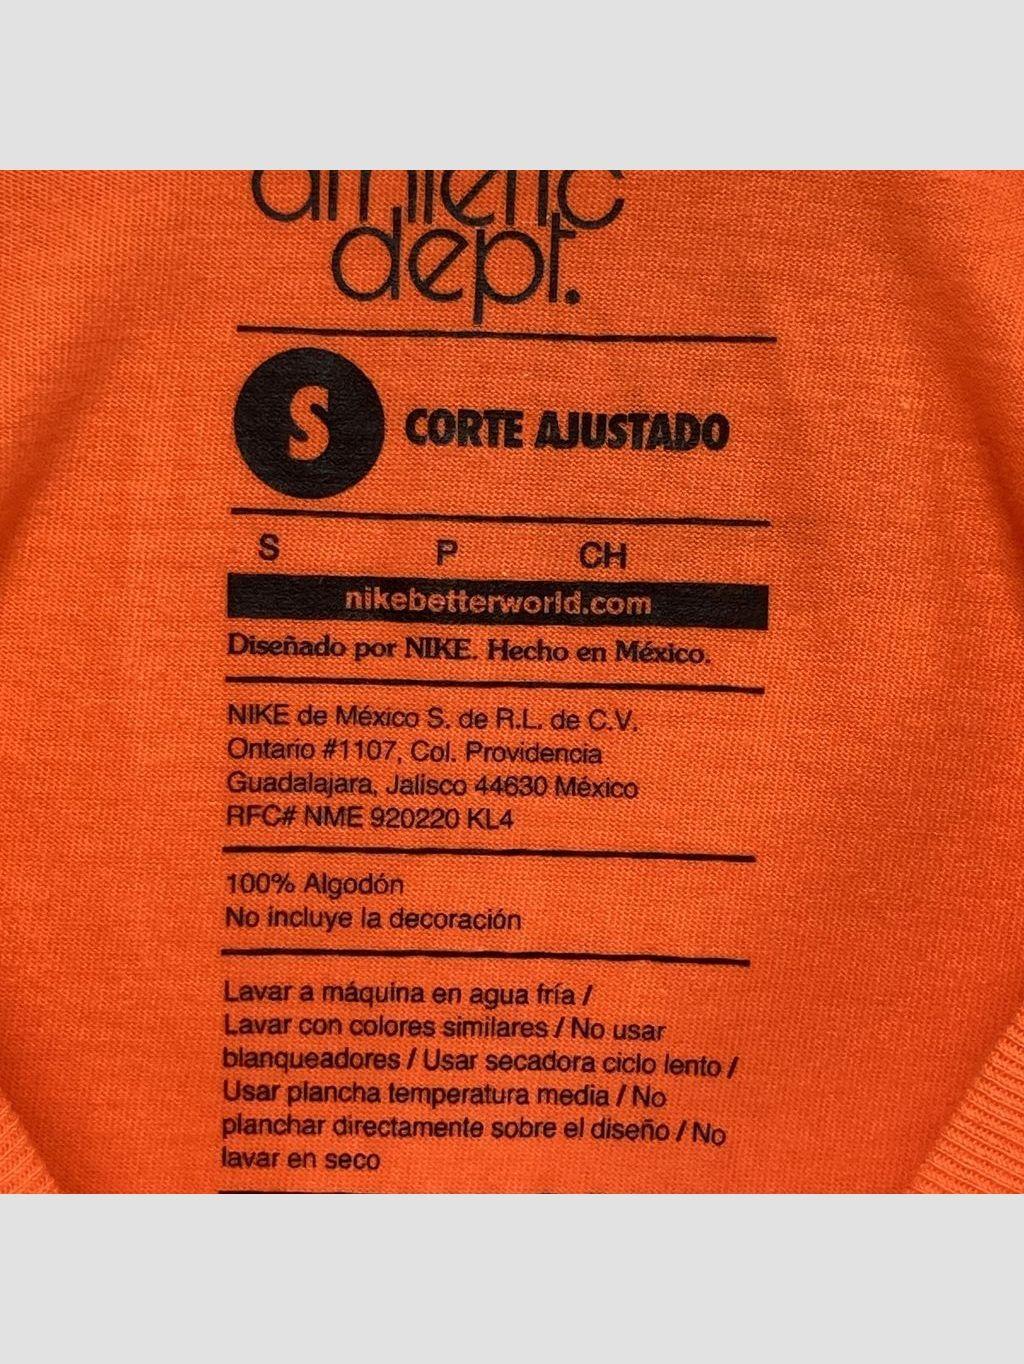 athletic
dept.
S CORTE AJUSTADO
S P CH
nikebetterworld.com
Diseñado por NIKE. Hecho en México.
NIKE de México S. de R.L. de C.V.
Ontario #1107, Col. Providencia
Guadalajara, Jalisco 44630 México
RFC# NME 920220 KL4
100% Algodón
No incluye la decoración
Lavar a máquina en agua fría /
Lavar con colores similares / No usar
blanqueadores / Usar secadora ciclo lento /
Usar plancha temperatura media / No
planchar directamente sobre el diseño / No
lavar en seco